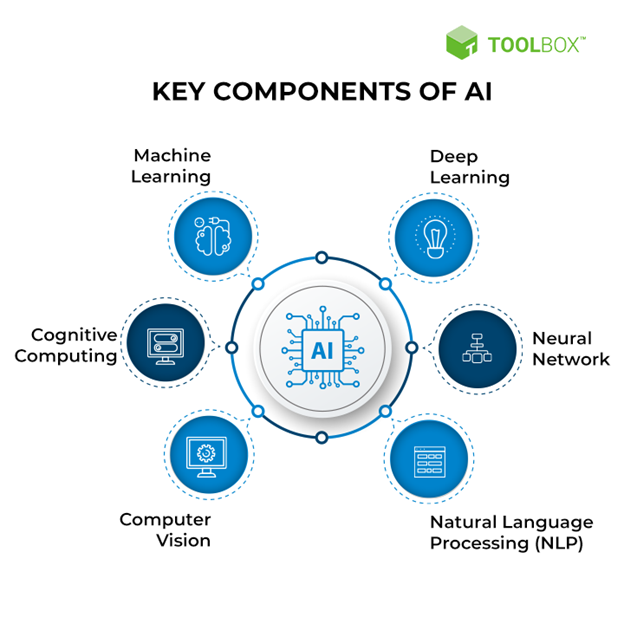 TOOLBOX™
KEY COMPONENTS OF AI
Machine
Learning
Deep
Learning
Cognitive
Computing
AI
Neural
Network
Computer
Vision
Natural Language
Processing (NLP)